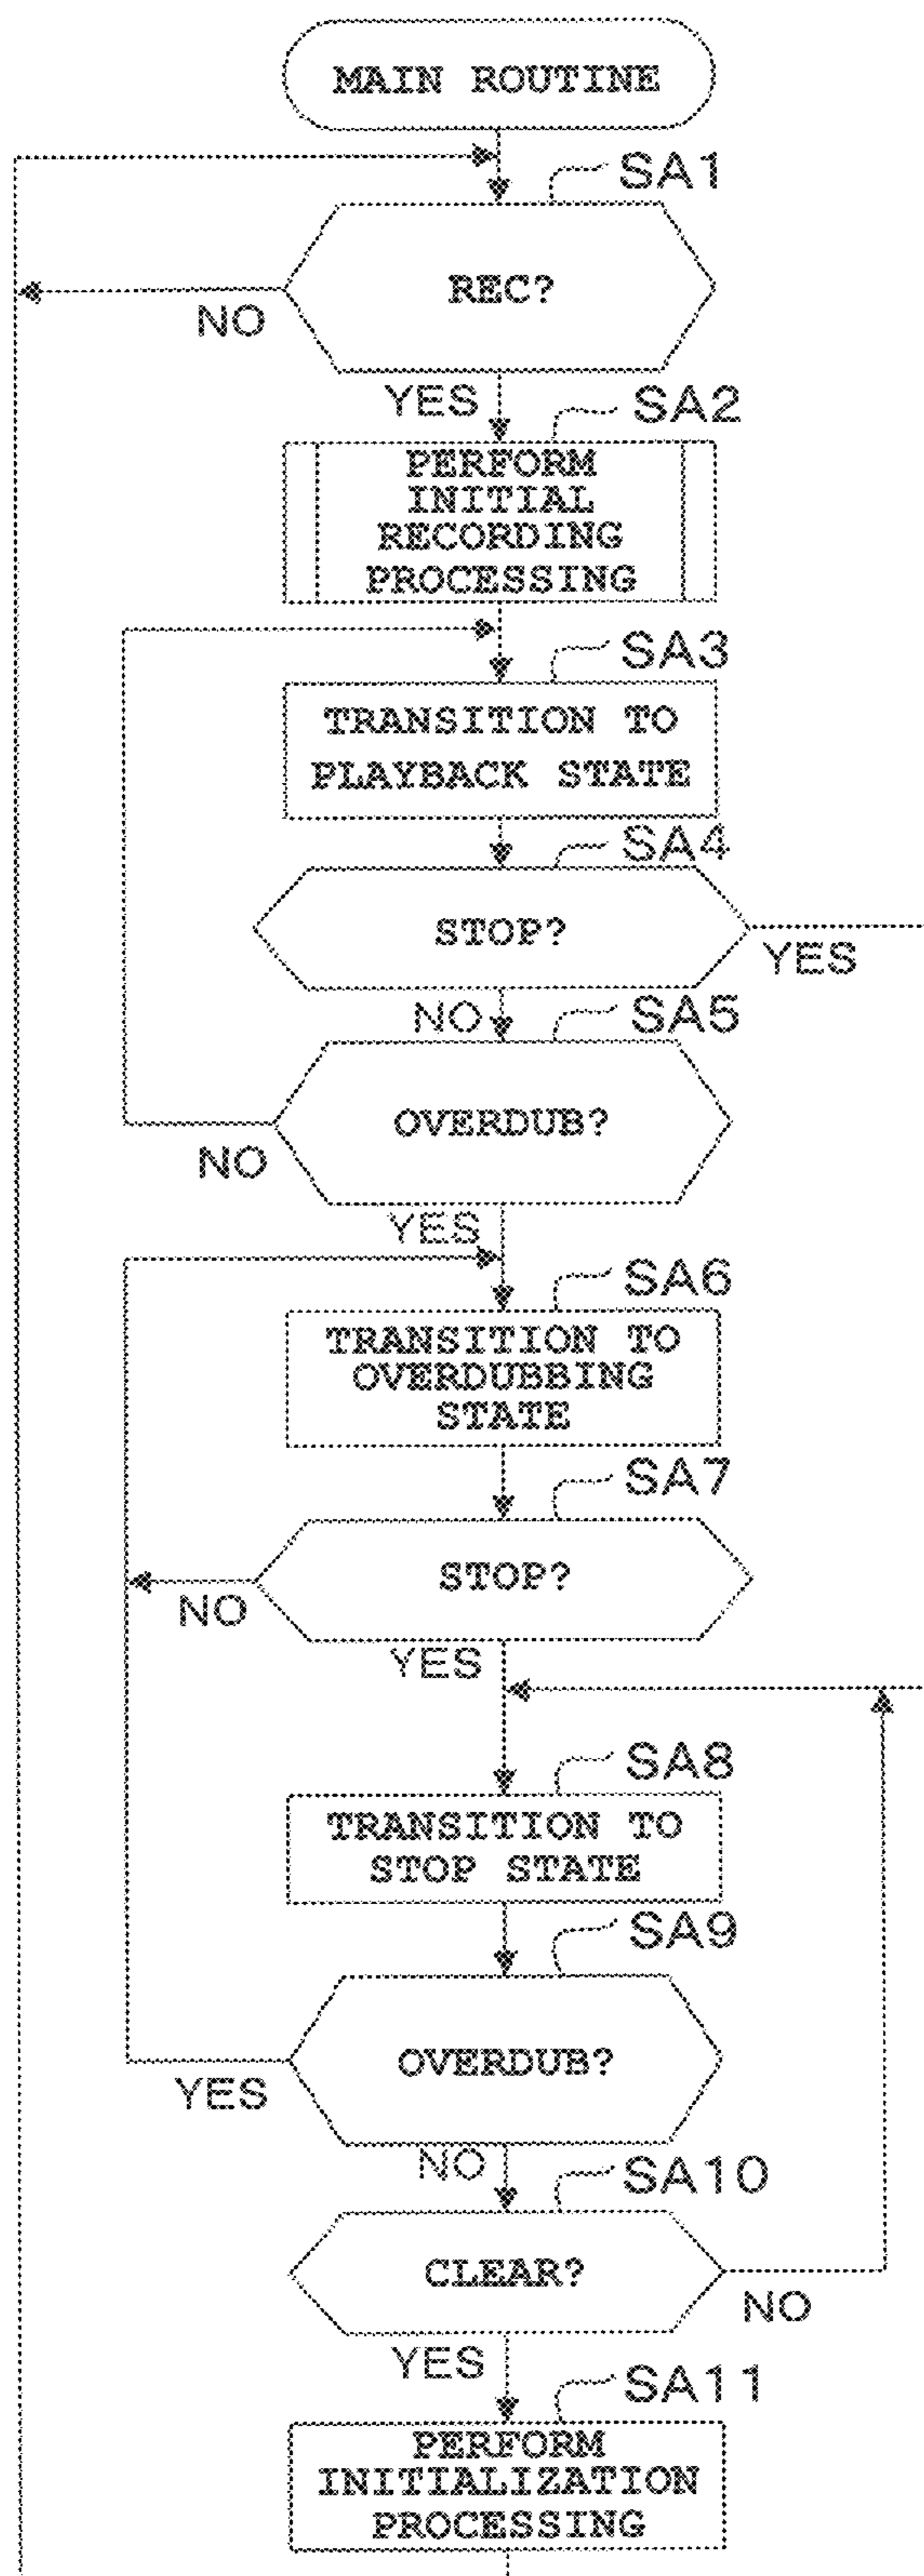 MAIN ROUTINE
SA1
REC?
NO
YES
SA2
PERFORM
INITIAL
RECORDING
PROCESSING
SA3
TRANSITION TO
PLAYBACK STATE
SA4
STOP?
YES
NO
SA5
OVERDUB?
NO
YES
SA6
TRANSITION TO
OVERDUBBING
STATE
SA7
STOP?
NO
YES
SA8
TRANSITION TO
STOP STATE
SA9
OVERDUB?
YES
NO
SA10
CLEAR?
NO
YES
SA11
PERFORM
INITIALIZATION
PROCESSING